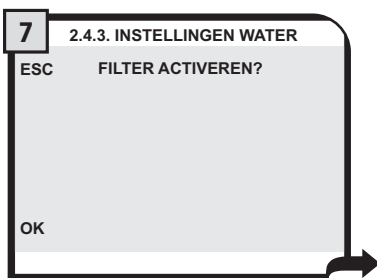 7
2.4.3. INSTELLINGEN WATER
ESC FILTER ACTIVEREN?
OK